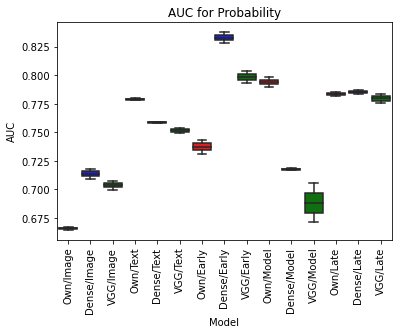 AUC for Probability
AUC
0.825
0.800
0.775
0.750
0.725
0.700
0.675
Own/Image
Dense/Image
VGG/Image
Own/Text
Dense/Text
VGG/Text
Own/Early
Dense/Early
VGG/Early
Own/Model
Dense/Model
VGG/Model
Own/Late
Dense/Late
VGG/Late
Model